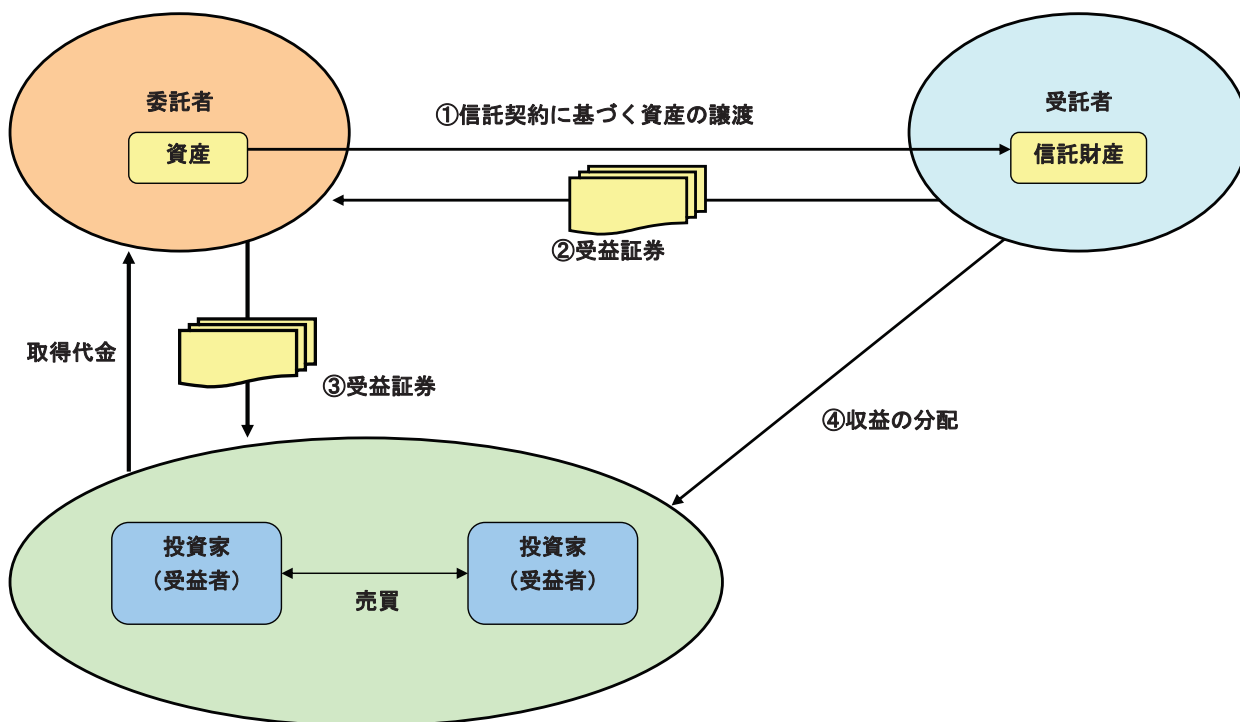 委託者
資産
①信託契約に基づく資産の譲渡
受託者
信託財産
②受益証券
取得代金
③受益証券
④収益の分配
投資家
（受益者）
売買
投資家
（受益者）